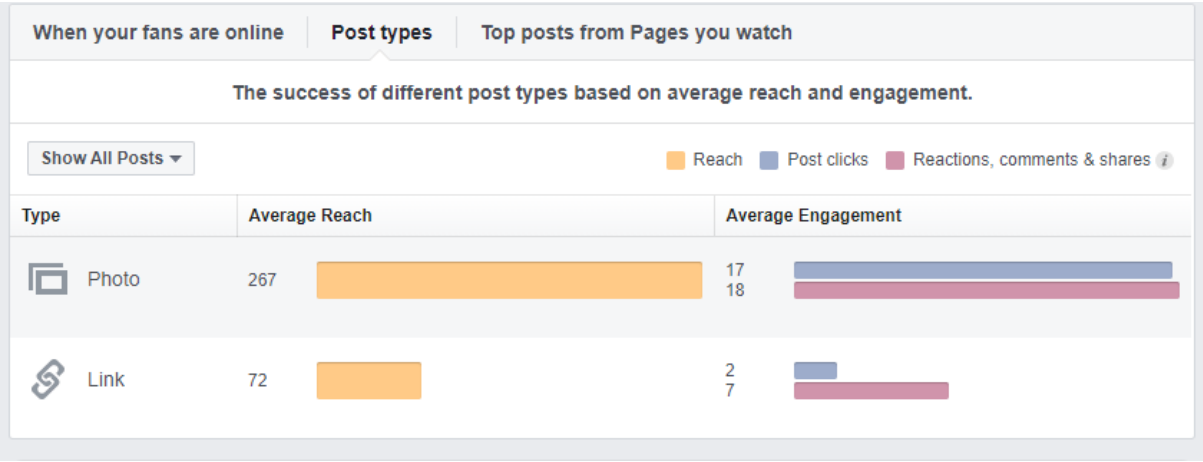 When your fans are online Post types Top posts from Pages you watch
The success of different post types based on average reach and engagement.
Show All Posts Reach Post clicks Reactions, comments & shares i
Type Average Reach Average Engagement
Photo 267 17
18
Link 72 2
7